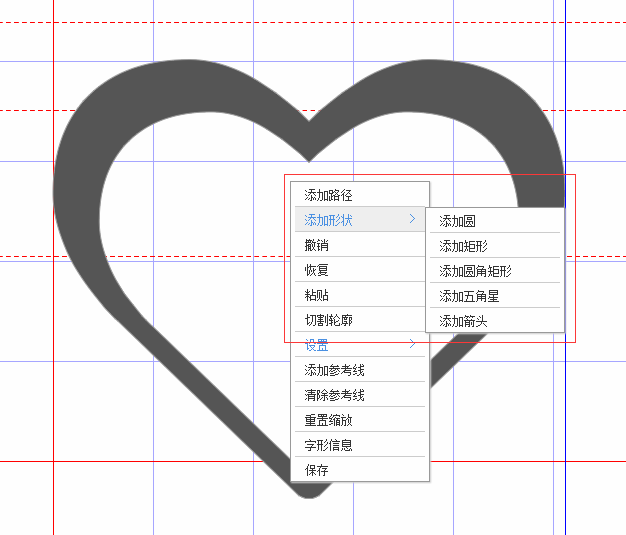 添加路径
添加形状
撤销
恢复
粘贴
切割轮廓
设置
添加参考线
清除参考线
重置缩放
字形信息
保存
添加圆
添加矩形
添加圆角矩形
添加五角星
添加箭头